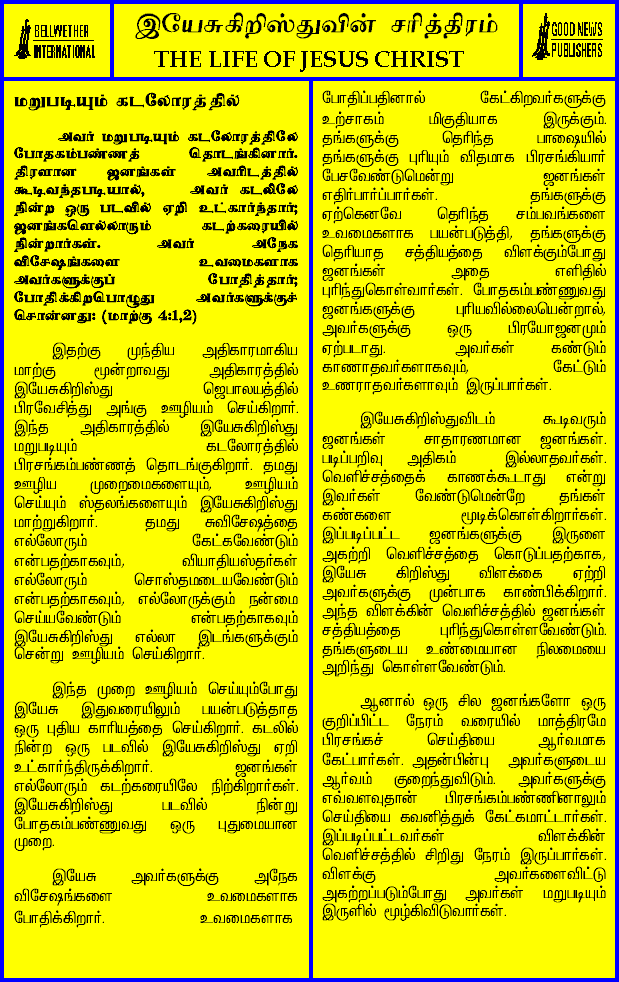 BELLWETHER
INTERNATIONAL
இயேசுகிறிஸ்துவின் சரித்திரம்
THE LIFE OF JESUS CHRIST
GOOD NEWS
PUBLISHERS
மறுபடியும் கடலோரத்தில்
அவர் மறுபடியும் கடலோரத்திலே
போதகம்பண்ணத் தொடங்கினார்.
திரளான ஜனங்கள் அவரிடத்தில்
கூடிவந்தபடியால், அவர் கடலிலே
நின்ற ஒரு படவில் ஏறி உட்கார்ந்தார்;
ஜனங்களெல்லாரும் கடற்கரையில்
நின்றார்கள். அவர் அநேக
விசேஷங்களை உவமைகளாக
அவர்களுக்குப் போதித்தார்;
போதிக்கிறபொழுது அவர்களுக்குச்
சொன்னது: (மாற்கு 4:1,2)
இதற்கு முந்திய அதிகாரமாகிய
மாற்கு மூன்றாவது அதிகாரத்தில்
இயேசுகிறிஸ்து ஜெபாலயத்தில்
பிரவேசித்து அங்கு ஊழியம் செய்கிறார்.
இந்த அதிகாரத்தில் இயேசுகிறிஸ்து
மறுபடியும் கடலோரத்தில்
பிரசங்கம்பண்ணத் தொடங்குகிறார். தமது
ஊழிய முறைமைகளையும், ஊழியம்
செய்யும் ஸ்தலங்களையும் இயேசுகிறிஸ்து
மாற்றுகிறார். தமது சுவிசேஷத்தை
எல்லோரும் கேட்கவேண்டும்
என்பதற்காகவும், வியாதியஸ்தர்கள்
எல்லோரும் சொஸ்தமடையவேண்டும்
என்பதற்காகவும், எல்லோருக்கும் நன்மை
செய்யவேண்டும் என்பதற்காகவும்
இயேசுகிறிஸ்து எல்லா இடங்களுக்கும்
சென்று ஊழியம் செய்கிறார்.
இந்த முறை ஊழியம் செய்யும்போது
இயேசு இதுவரையிலும் பயன்படுத்தாத
ஒரு புதிய காரியத்தை செய்கிறார். கடலில்
நின்ற ஒரு படவில் இயேசுகிறிஸ்து ஏறி
உட்கார்ந்திருக்கிறார். ஜனங்கள்
எல்லோரும் கடற்கரையிலே நிற்கிறார்கள்.
இயேசுகிறிஸ்து படவில் நின்று
போதகம்பண்ணுவது ஒரு புதுமையான
முறை.
இயேசு அவர்களுக்கு அநேக
விசேஷங்களை உவமைகளாக
போதிக்கிறார். உவமைகளாக
போதிப்பதினால் கேட்கிறவர்களுக்கு
உற்சாகம் மிகுதியாக இருக்கும்.
தங்களுக்கு தெரிந்த பாஷையில்
தங்களுக்கு புரியும் விதமாக பிரசங்கியார்
பேசவேண்டுமென்று ஜனங்கள்
எதிர்பார்ப்பார்கள். தங்களுக்கு
ஏற்கெனவே தெரிந்த சம்பவங்களை
உவமைகளாக பயன்படுத்தி, தங்களுக்கு
தெரியாத சத்தியத்தை விளக்கும்போது
ஜனங்கள் அதை எளிதில்
புரிந்துகொள்வார்கள். போதகம்பண்ணுவது
ஜனங்களுக்கு புரியவில்லையென்றால்,
அவர்களுக்கு ஒரு பிரயோஜனமும்
ஏற்படாது. அவர்கள் கண்டும்
காணாதவர்களாகவும், கேட்டும்
உணராதவர்களாவும் இருப்பார்கள்.
இயேசுகிறிஸ்துவிடம் கூடிவரும்
ஜனங்கள் சாதாரணமான ஜனங்கள்.
படிப்பறிவு அதிகம் இல்லாதவர்கள்.
வெளிச்சத்தைக் காணக்கூடாது என்று
இவர்கள் வேண்டுமென்றே தங்கள்
கண்களை மூடிக்கொள்கிறார்கள்.
இப்படிப்பட்ட ஜனங்களுக்கு இருளை
அகற்றி வெளிச்சத்தை கொடுப்பதற்காக,
இயேசு கிறிஸ்து விளக்கை ஏற்றி
அவர்களுக்கு முன்பாக காண்பிக்கிறார்.
அந்த விளக்கின் வெளிச்சத்தில் ஜனங்கள்
சத்தியத்தை புரிந்துகொள்ளவேண்டும்.
தங்களுடைய உண்மையான நிலமையை
அறிந்து கொள்ளவேண்டும்.
ஆனால் ஒரு சில ஜனங்களோ ஒரு
குறிப்பிட்ட நேரம் வரையில் மாத்திரமே
பிரசங்கச் செய்தியை ஆர்வமாக
கேட்பார்கள். அதன்பின்பு அவர்களுடைய
ஆர்வம் குறைந்துவிடும். அவர்களுக்கு
எவ்வளவுதான் பிரசங்கம்பண்ணினாலும்
செய்தியை கவனித்துக் கேட்கமாட்டார்கள்.
இப்படிப்பட்டவர்கள் விளக்கின்
வெளிச்சத்தில் சிறிது நேரம் இருப்பார்கள்.
விளக்கு அவர்களைவிட்டு
அகற்றப்படும்போது அவர்கள் மறுபடியும்
இருளில் மூழ்கிவிடுவார்கள்.